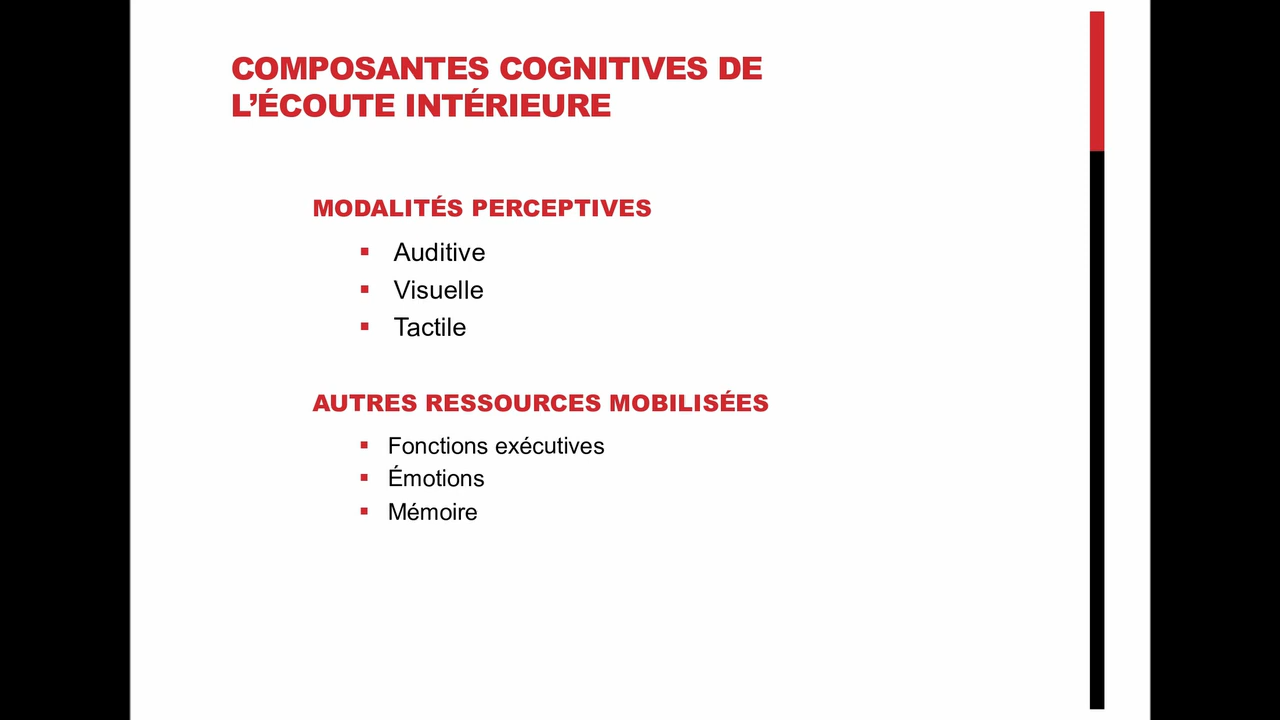 COMPOSANTES COGNITIVES DE
L’ÉCOUTE INTÉRIEURE
MODALITÉS PERCEPTIVES
▪ Auditive
▪ Visuelle
▪ Tactile
AUTRES RESSOURCES MOBILISÉES
▪ Fonctions exécutives
▪ Émotions
▪ Mémoire